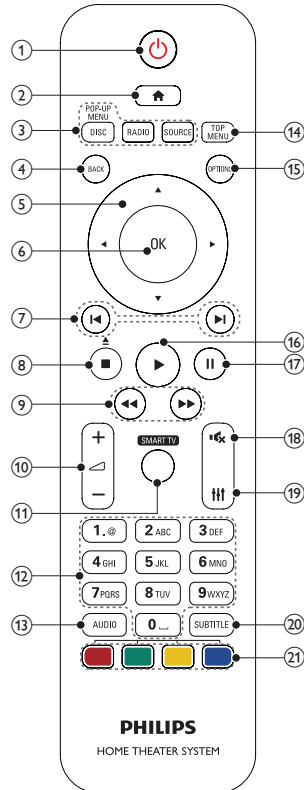 1
2
POP-UP
MENU
3 DISC RADIO SOURCE TOP
MENU 14
4 BACK OPTIONS 15
5
6 OK
7
16
8 17
9
SMART TV 18
10 + −
11 19
1.@ 2 ABC 3 DEF
12 4 GHI 5 JKL 6 MNO
7 PQRS 8 TUV 9 WXYZ
13 AUDIO 0 SUBTITLE 20
21
PHILIPS
HOME THEATER SYSTEM